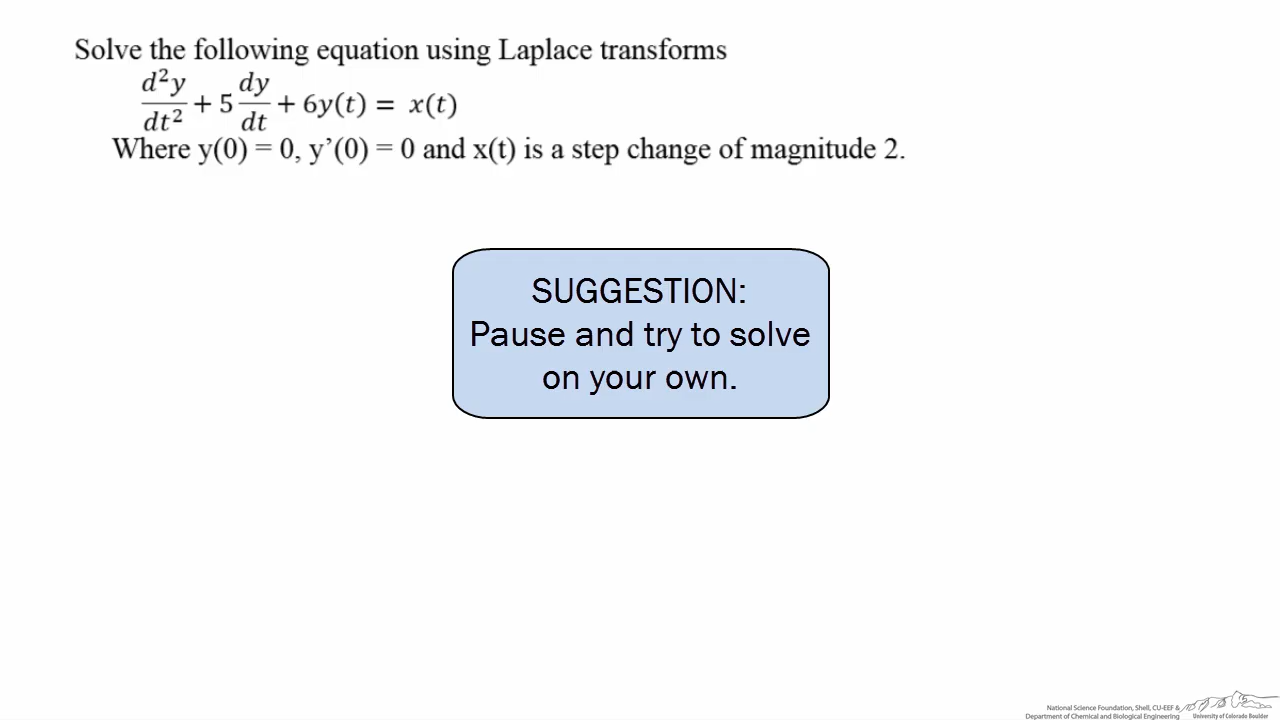 Solve the following equation using Laplace transforms
d²y/dt² + 5 dy/dt + 6y(t) = x(t)
Where y(0) = 0, y’(0) = 0 and x(t) is a step change of magnitude 2.
SUGGESTION:
Pause and try to solve
on your own.
National Science Foundation, Shell, CU-EEF &
Department of Chemical and Biological Engineering
University of Colorado Boulder